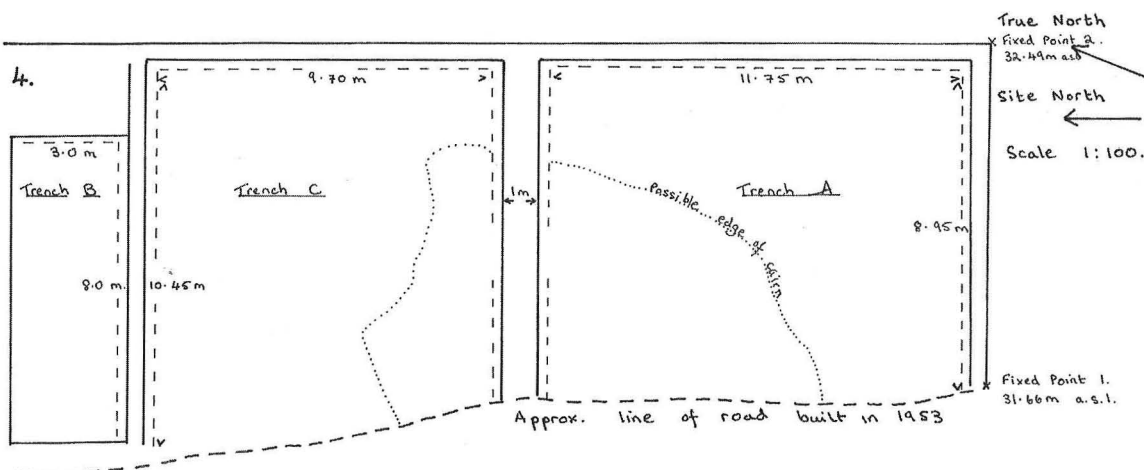 4.
True North
Fixed Point 2.
32.49m asl
Site North
Scale 1:100.
9.70 m
11.75 m
3.0 m
Trench B
Trench C
1m
Trench A
Possible edge of cairn
8.95m
8.0 m.
10.45m
Fixed Point 1.
31.66m a.s.l.
Approx. line of road built in 1953